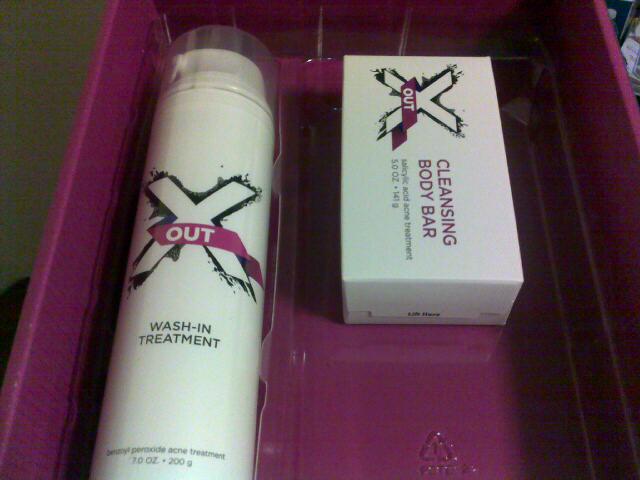 X
OUT
WASH-IN
TREATMENT
benzoyl peroxide acne treatment
7.0 OZ. • 200 g
X
OUT
CLEANSING
BODY BAR
salicylic acid acne treatment
5.0 OZ. • 141 g
Lift Here